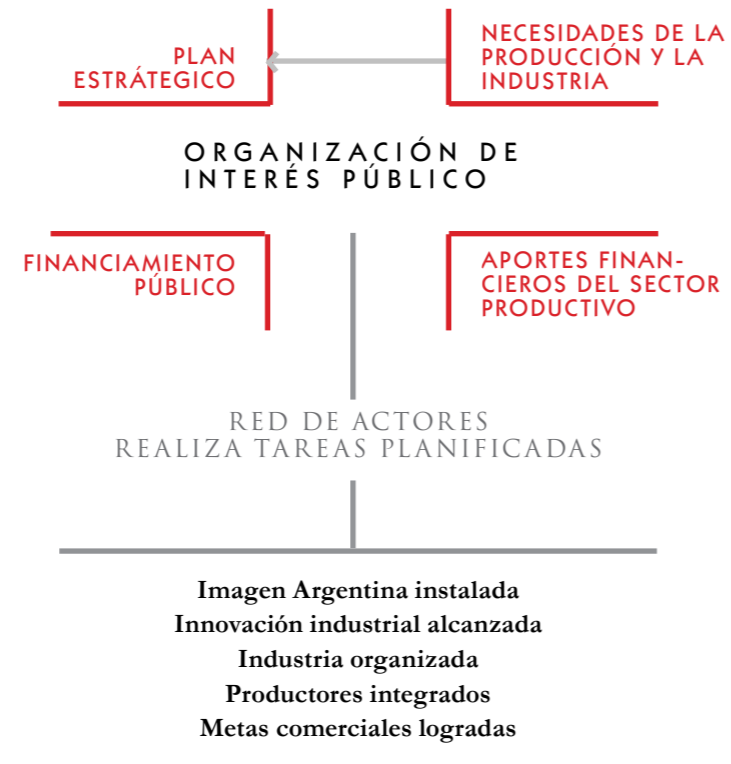 PLAN
ESTRÁTEGICO
NECESIDADES DE LA
PRODUCCIÓN Y LA
INDUSTRIA
ORGANIZACIÓN DE
INTERÉS PÚBLICO
FINANCIAMIENTO
PÚBLICO
APORTES FINAN-
CIEROS DEL SECTOR
PRODUCTIVO
RED DE ACTORES
REALIZA TAREAS PLANIFICADAS
Imagen Argentina instalada
Innovación industrial alcanzada
Industria organizada
Productores integrados
Metas comerciales logradas